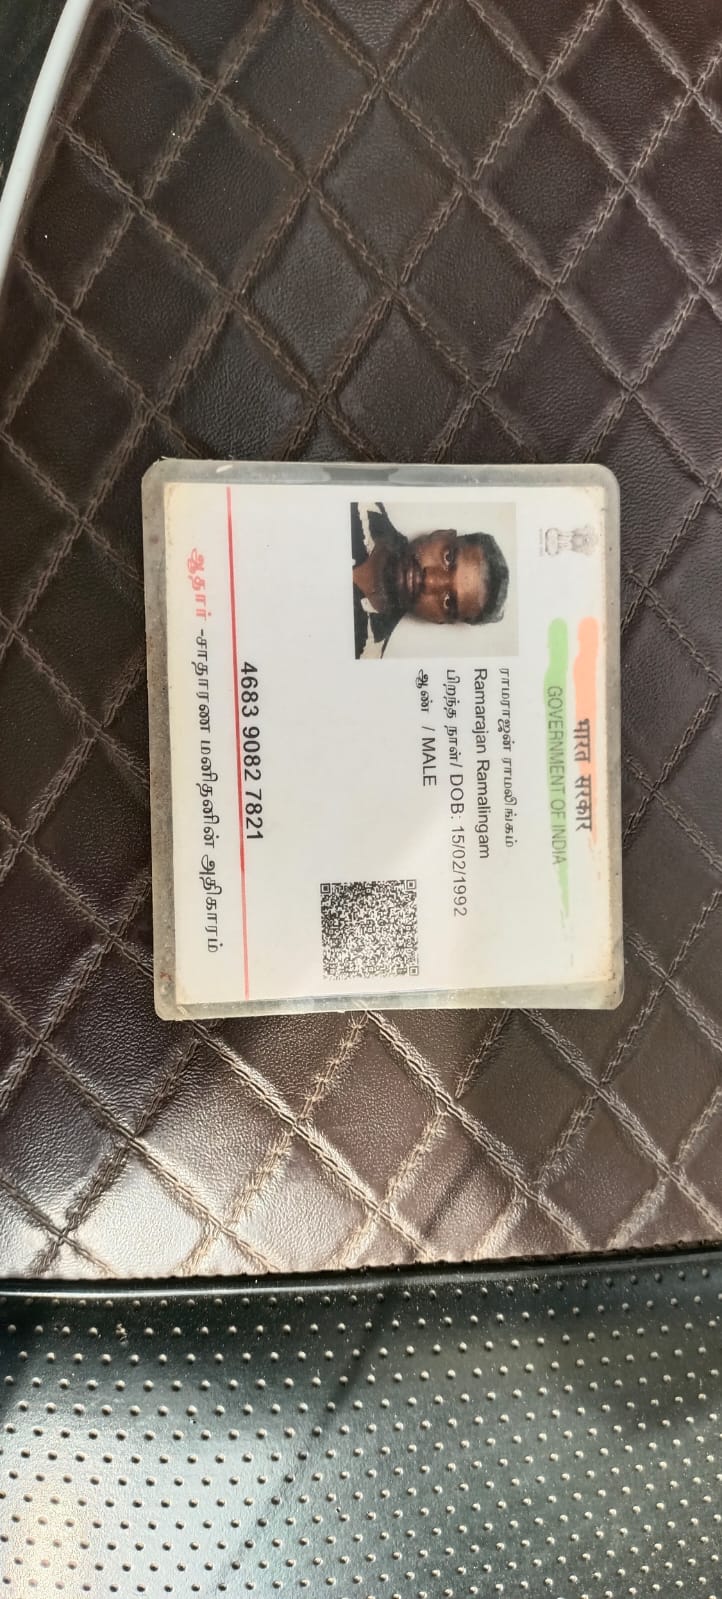 भारत सरकार
GOVERNMENT OF INDIA
ராமராஜன் ராமலிங்கம்
Ramarajan Ramalingam
பிறந்த நாள்/ DOB: 15/02/1992
ஆண் / MALE
4683 9082 7821
ஆதார் -சாதாரண மனிதனின் அதிகாரம்